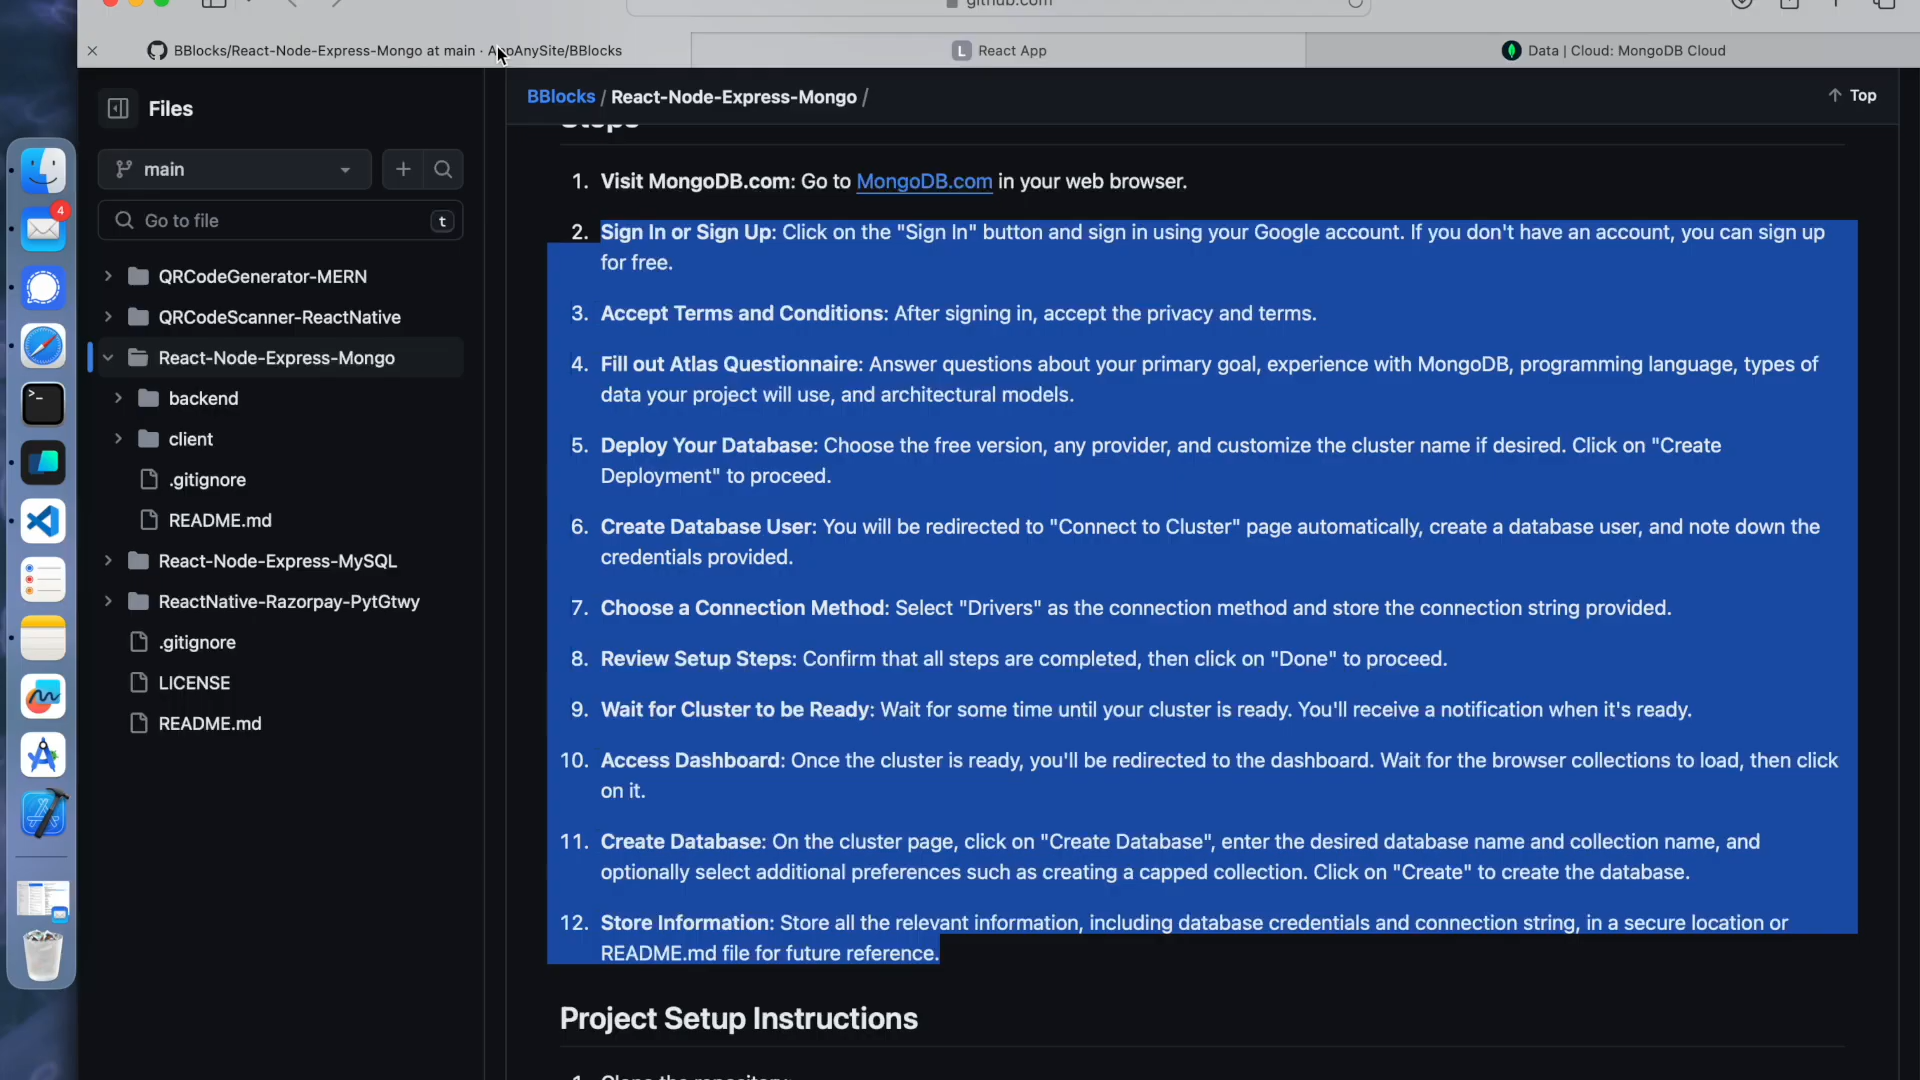 github.com
BBlocks/React-Node-Express-Mongo at main · AppAnySite/BBlocks
L React App
Data | Cloud: MongoDB Cloud
Files
BBlocks / React-Node-Express-Mongo /
↑ Top
main
Go to file
t
QRCodeGenerator-MERN
QRCodeScanner-ReactNative
React-Node-Express-Mongo
backend
client
.gitignore
README.md
React-Node-Express-MySQL
ReactNative-Razorpay-PytGtwy
.gitignore
LICENSE
README.md
4
Steps
1. Visit MongoDB.com: Go to MongoDB.com in your web browser.
2. Sign In or Sign Up: Click on the "Sign In" button and sign in using your Google account. If you don't have an account, you can sign up
for free.
3. Accept Terms and Conditions: After signing in, accept the privacy and terms.
4. Fill out Atlas Questionnaire: Answer questions about your primary goal, experience with MongoDB, programming language, types of
data your project will use, and architectural models.
5. Deploy Your Database: Choose the free version, any provider, and customize the cluster name if desired. Click on "Create
Deployment" to proceed.
6. Create Database User: You will be redirected to "Connect to Cluster" page automatically, create a database user, and note down the
credentials provided.
7. Choose a Connection Method: Select "Drivers" as the connection method and store the connection string provided.
8. Review Setup Steps: Confirm that all steps are completed, then click on "Done" to proceed.
9. Wait for Cluster to be Ready: Wait for some time until your cluster is ready. You'll receive a notification when it's ready.
10. Access Dashboard: Once the cluster is ready, you'll be redirected to the dashboard. Wait for the browser collections to load, then click
on it.
11. Create Database: On the cluster page, click on "Create Database", enter the desired database name and collection name, and
optionally select additional preferences such as creating a capped collection. Click on "Create" to create the database.
12. Store Information: Store all the relevant information, including database credentials and connection string, in a secure location or
README.md file for future reference.
Project Setup Instructions
1. Clone the repository: